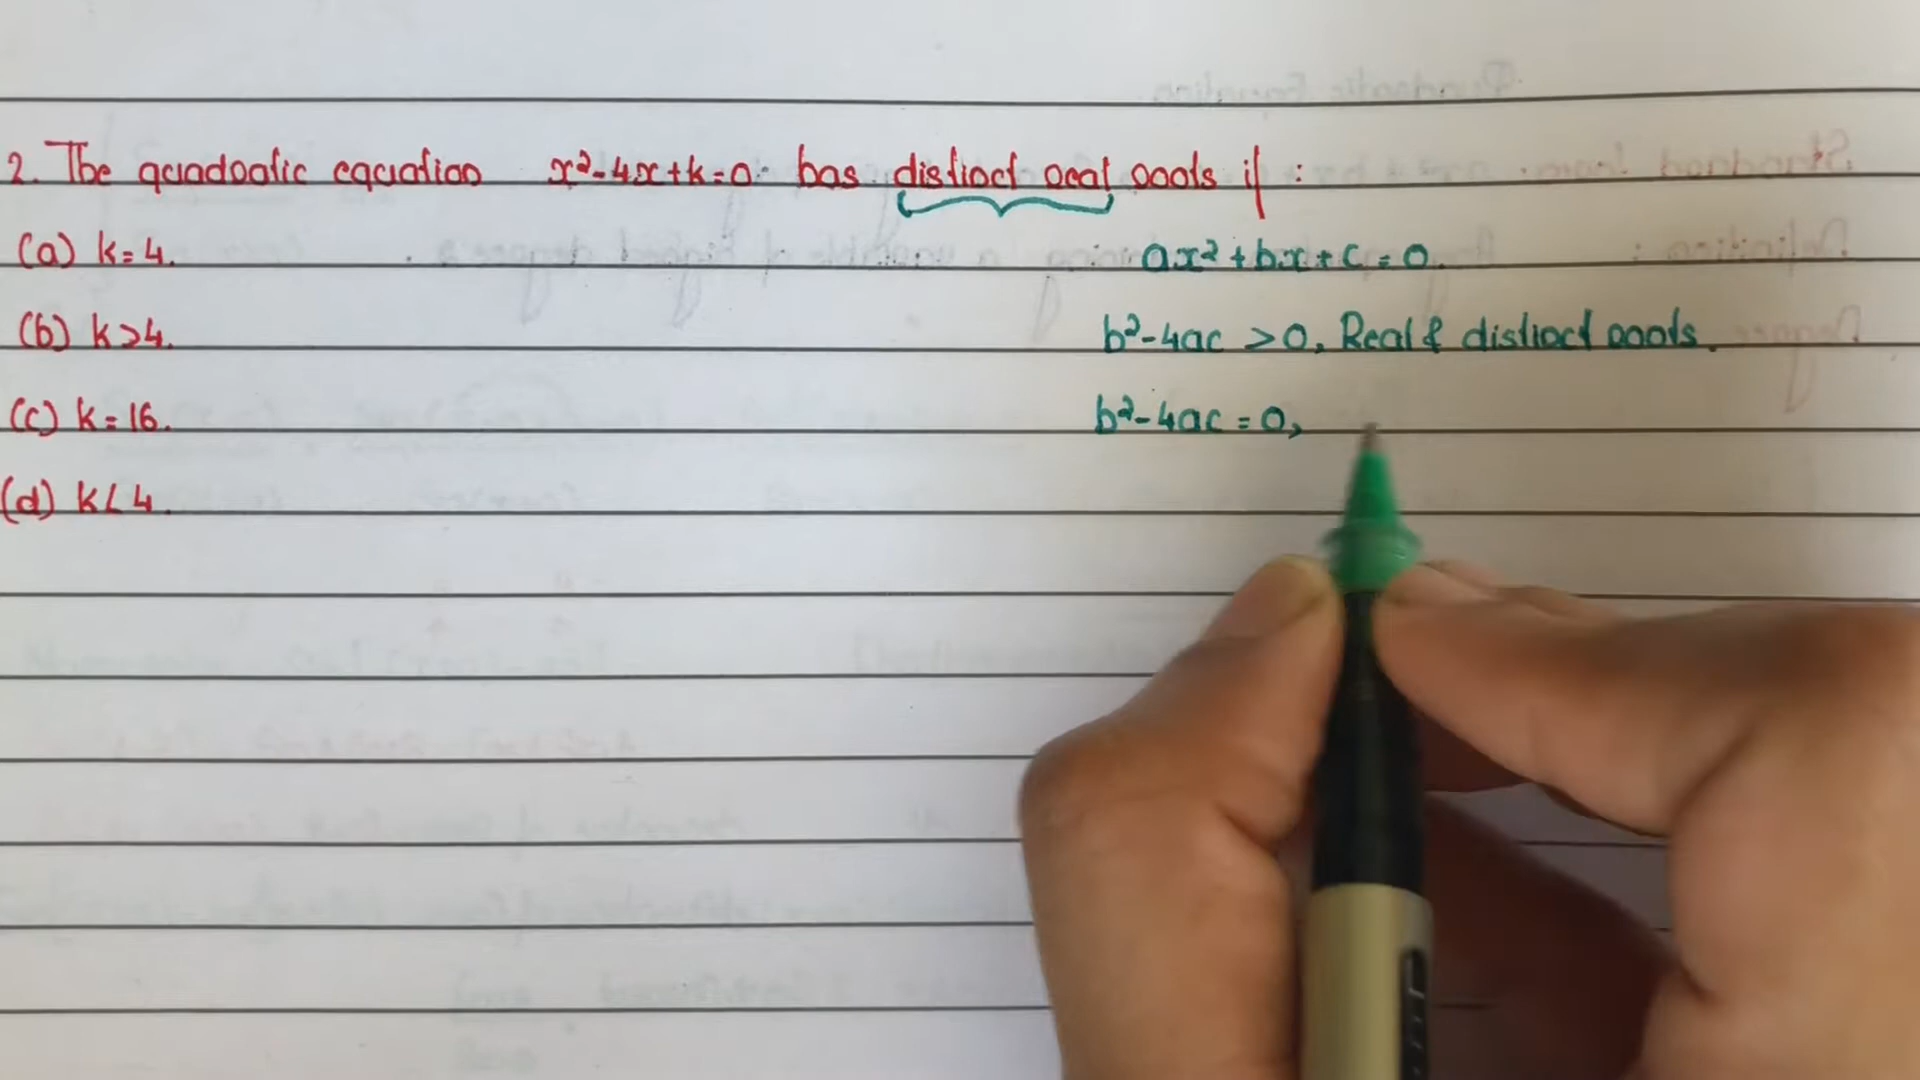 2. The quadratic equation x²-4x+k=0 has distinct real roots if :
(a) k=4.
ax²+bx+c=0.
(b) k>4.
b²-4ac >0, Real & distinct roots.
(c) k=16.
b²-4ac =0,
(d) k<4.